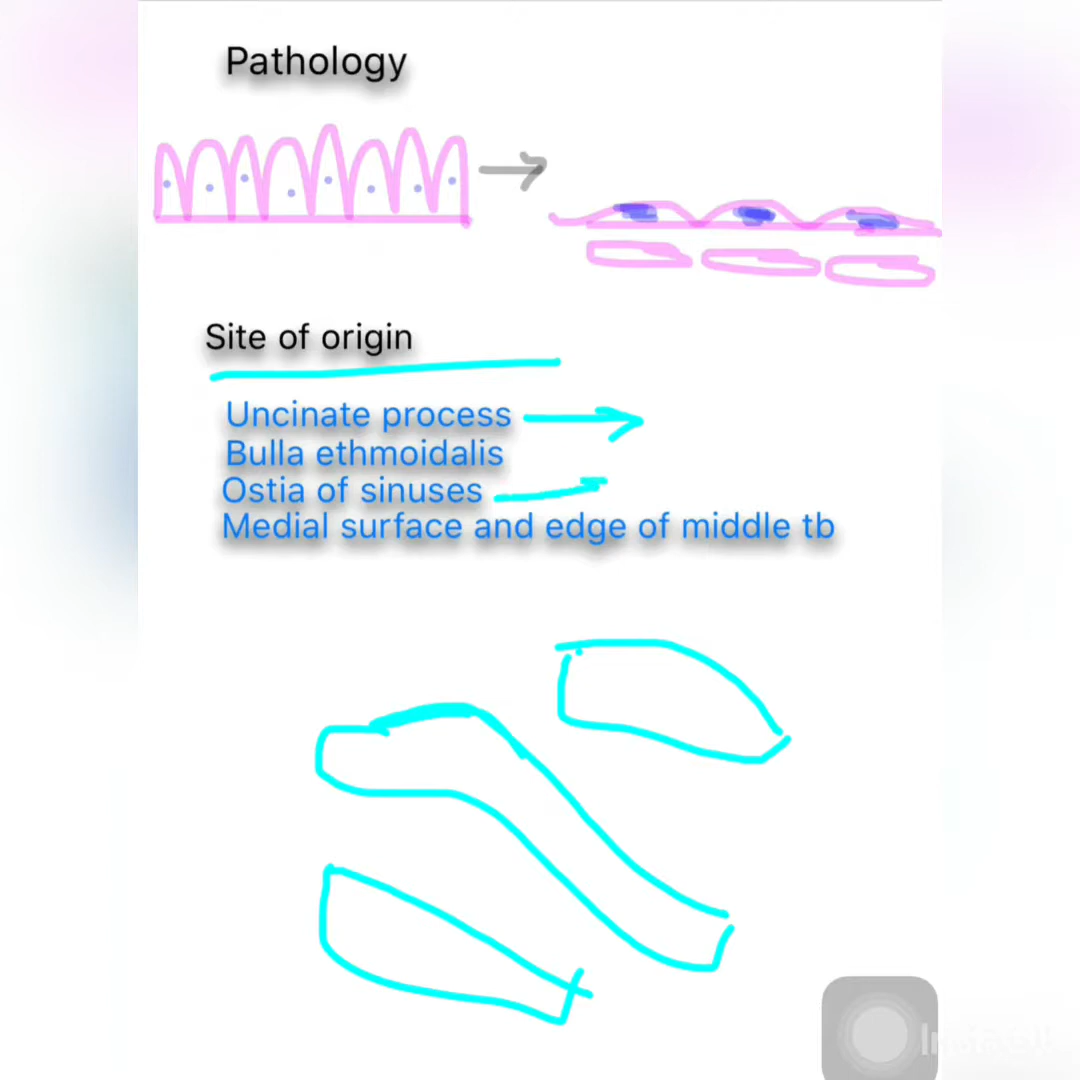 Pathology
Site of origin
Uncinate process
Bulla ethmoidalis
Ostia of sinuses
Medial surface and edge of middle tb